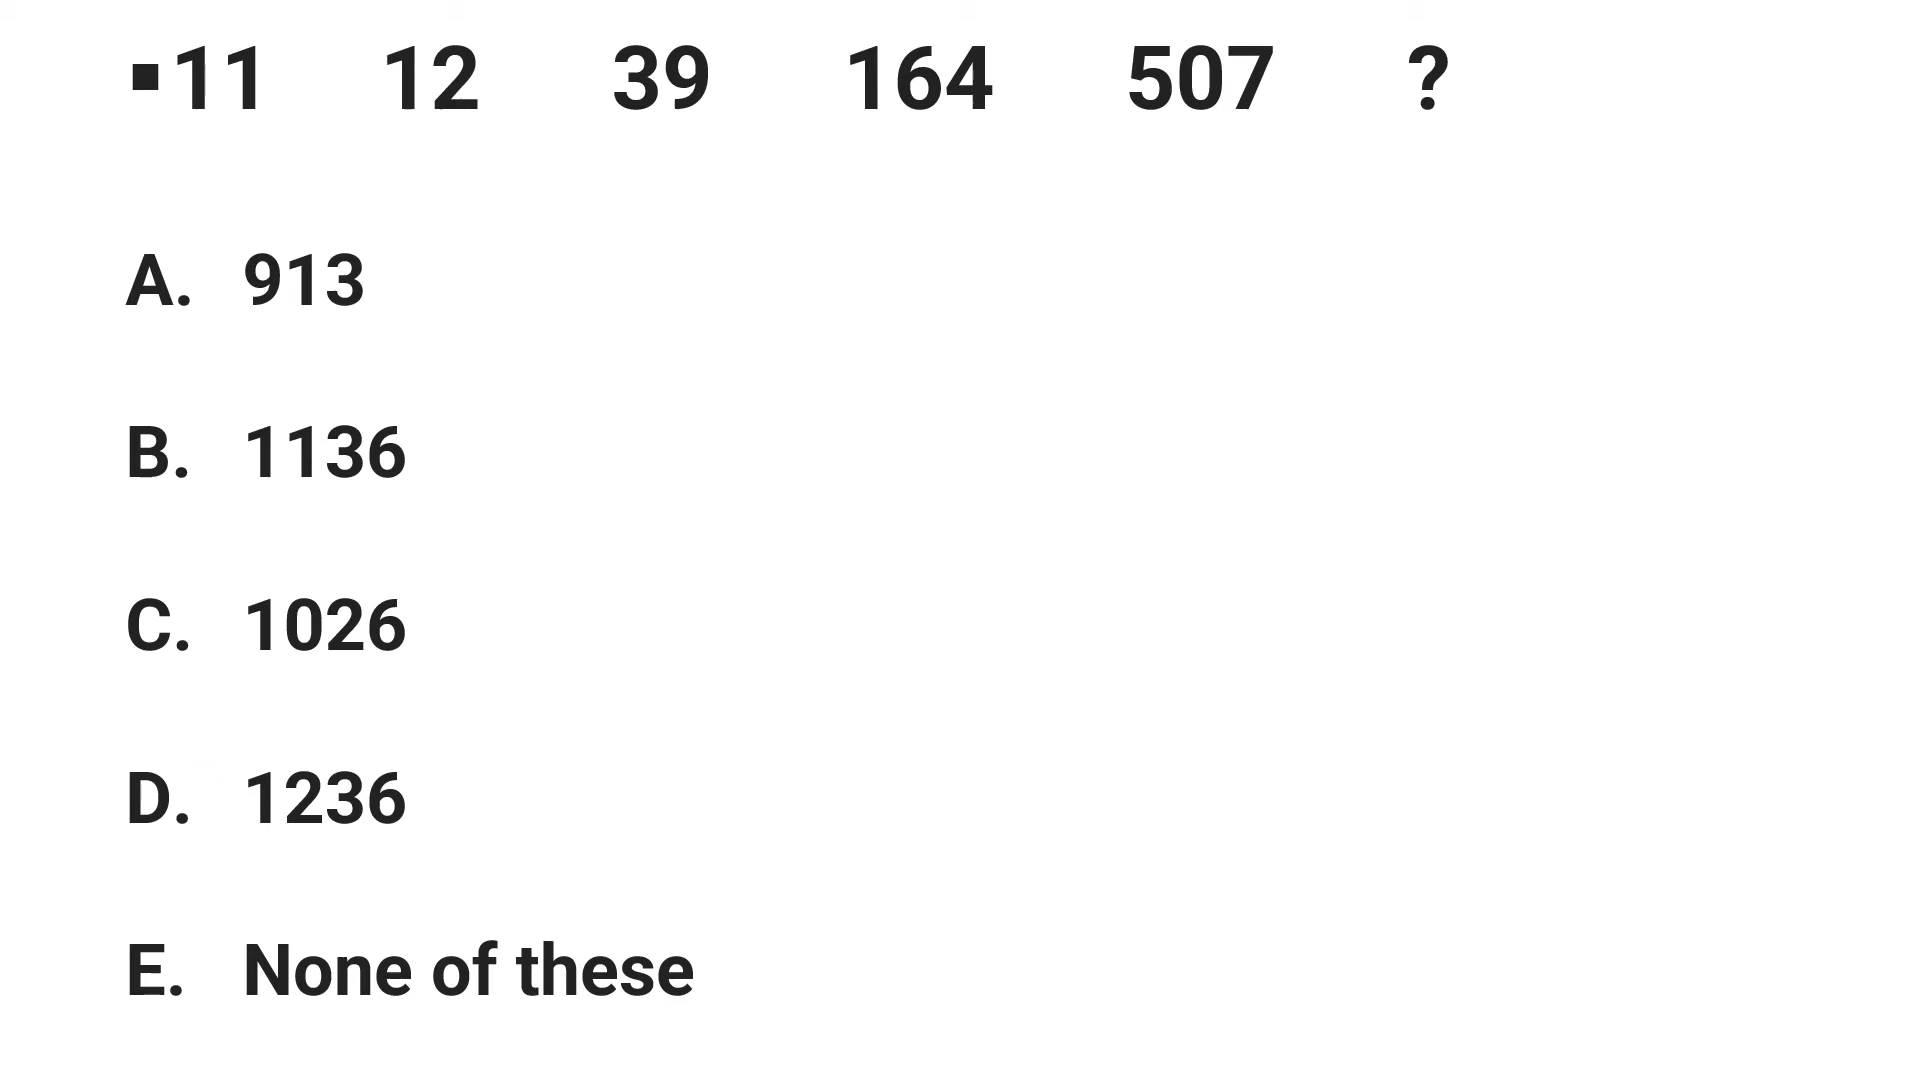 ▪11 12 39 164 507 ?
A. 913
B. 1136
C. 1026
D. 1236
E. None of these